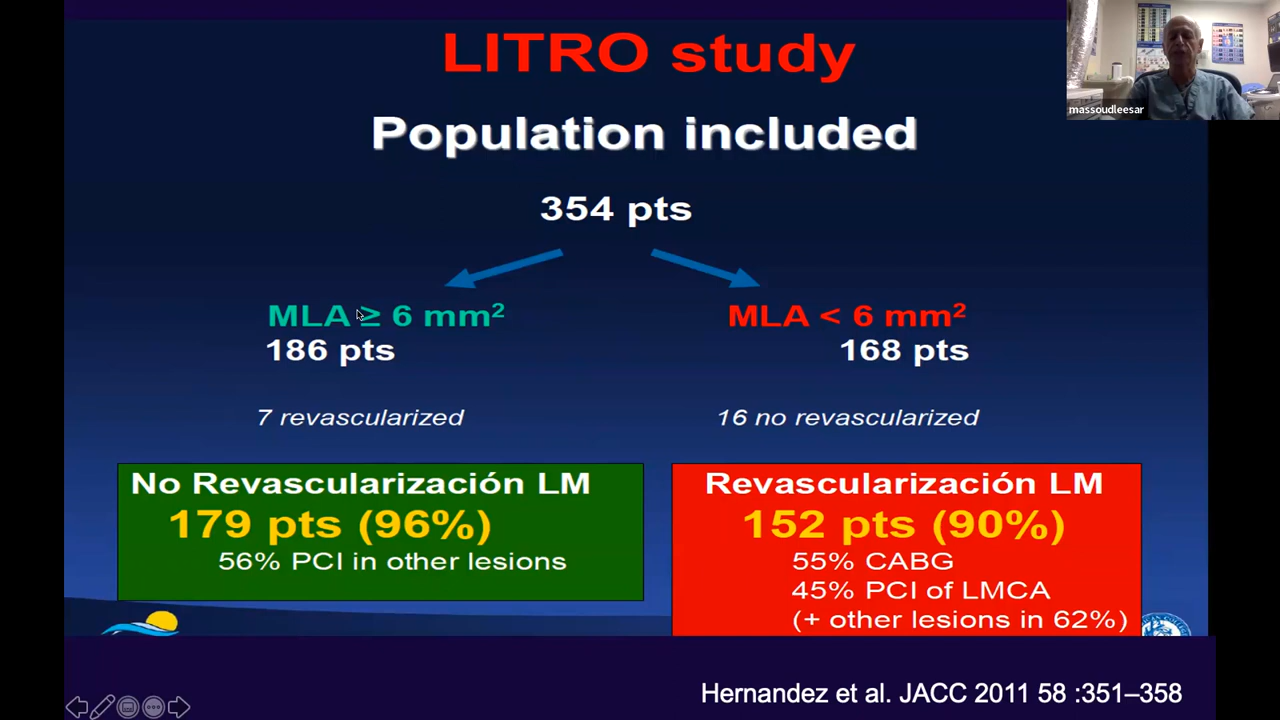 LITRO study
Population included
354 pts
MLA ≥ 6 mm²
186 pts
7 revascularized
No Revascularización LM
179 pts (96%)
56% PCI in other lesions
MLA < 6 mm²
168 pts
16 no revascularized
Revascularización LM
152 pts (90%)
55% CABG
45% PCI of LMCA
(+ other lesions in 62%)
Hernandez et al. JACC 2011 58 :351–358
massoudleesar